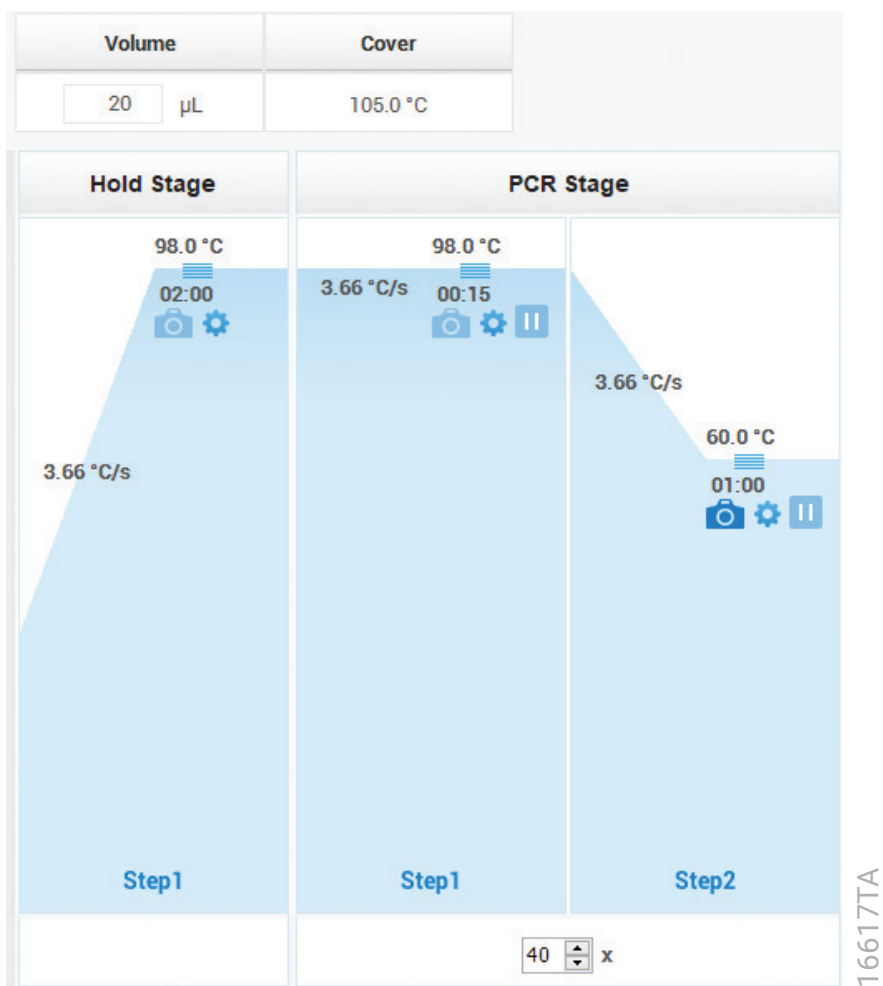 Volume Cover
20 µL 105.0 °C
Hold Stage PCR Stage
98.0 °C 98.0 °C
02:00 3.66 °C/s 00:15
3.66 °C/s
60.0 °C
3.66 °C/s 01:00
Step1 Step1 Step2
40 x
16617TA